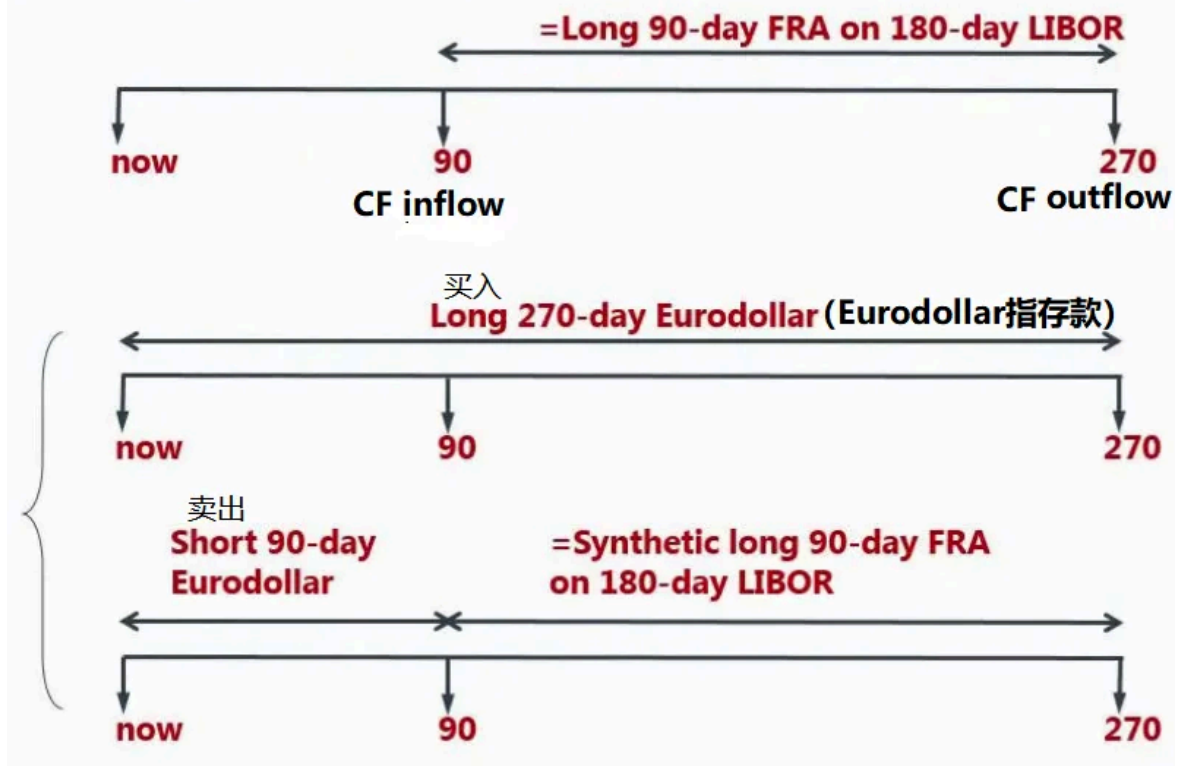 =Long 90-day FRA on 180-day LIBOR
now
90
270
CF inflow
CF outflow
买入
Long 270-day Eurodollar（Eurodollar指存款）
now
90
270
卖出
Short 90-day
Eurodollar
=Synthetic long 90-day FRA
on 180-day LIBOR
now
90
270